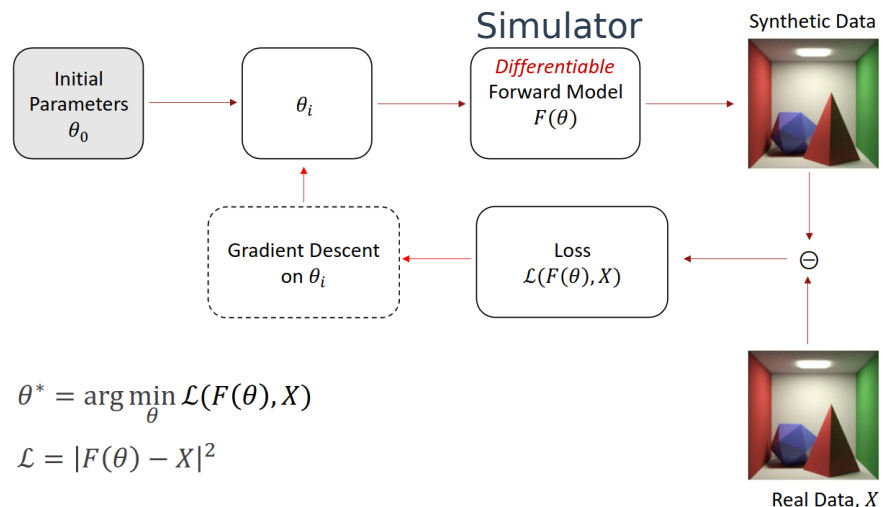 Simulator
Synthetic Data
Initial
Parameters
θ₀
θᵢ
Differentiable
Forward Model
F(θ)
Gradient Descent
on θᵢ
Loss
ℒ(F(θ), X)
⊖
θ* = arg min ℒ(F(θ), X)
θ
ℒ = |F(θ) − X|²
Real Data, X